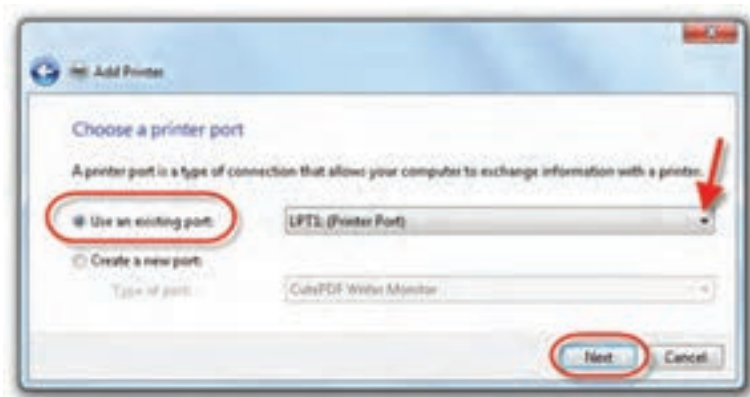 Add Printer
Choose a printer port
A printer port is a type of connection that allows your computer to exchange information with a printer.
Use an existing port:
(Printer Port)
Create a new port:
Type of port:
CutePDF Writer Monitor
Next
Cancel